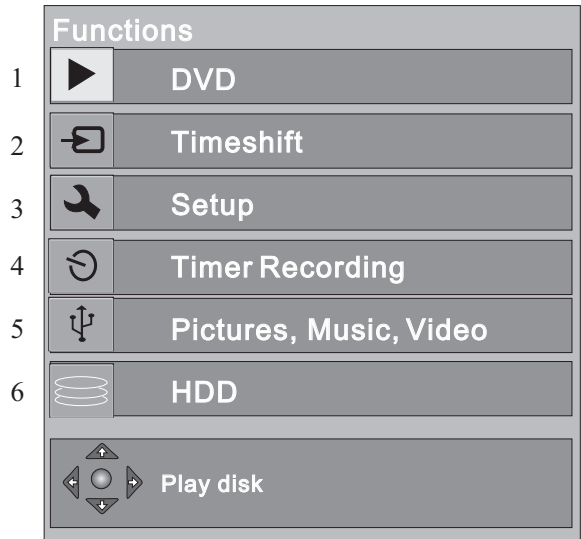 Functions
1 DVD
2 Timeshift
3 Setup
4 Timer Recording
5 Pictures, Music, Video
6 HDD
Play disk